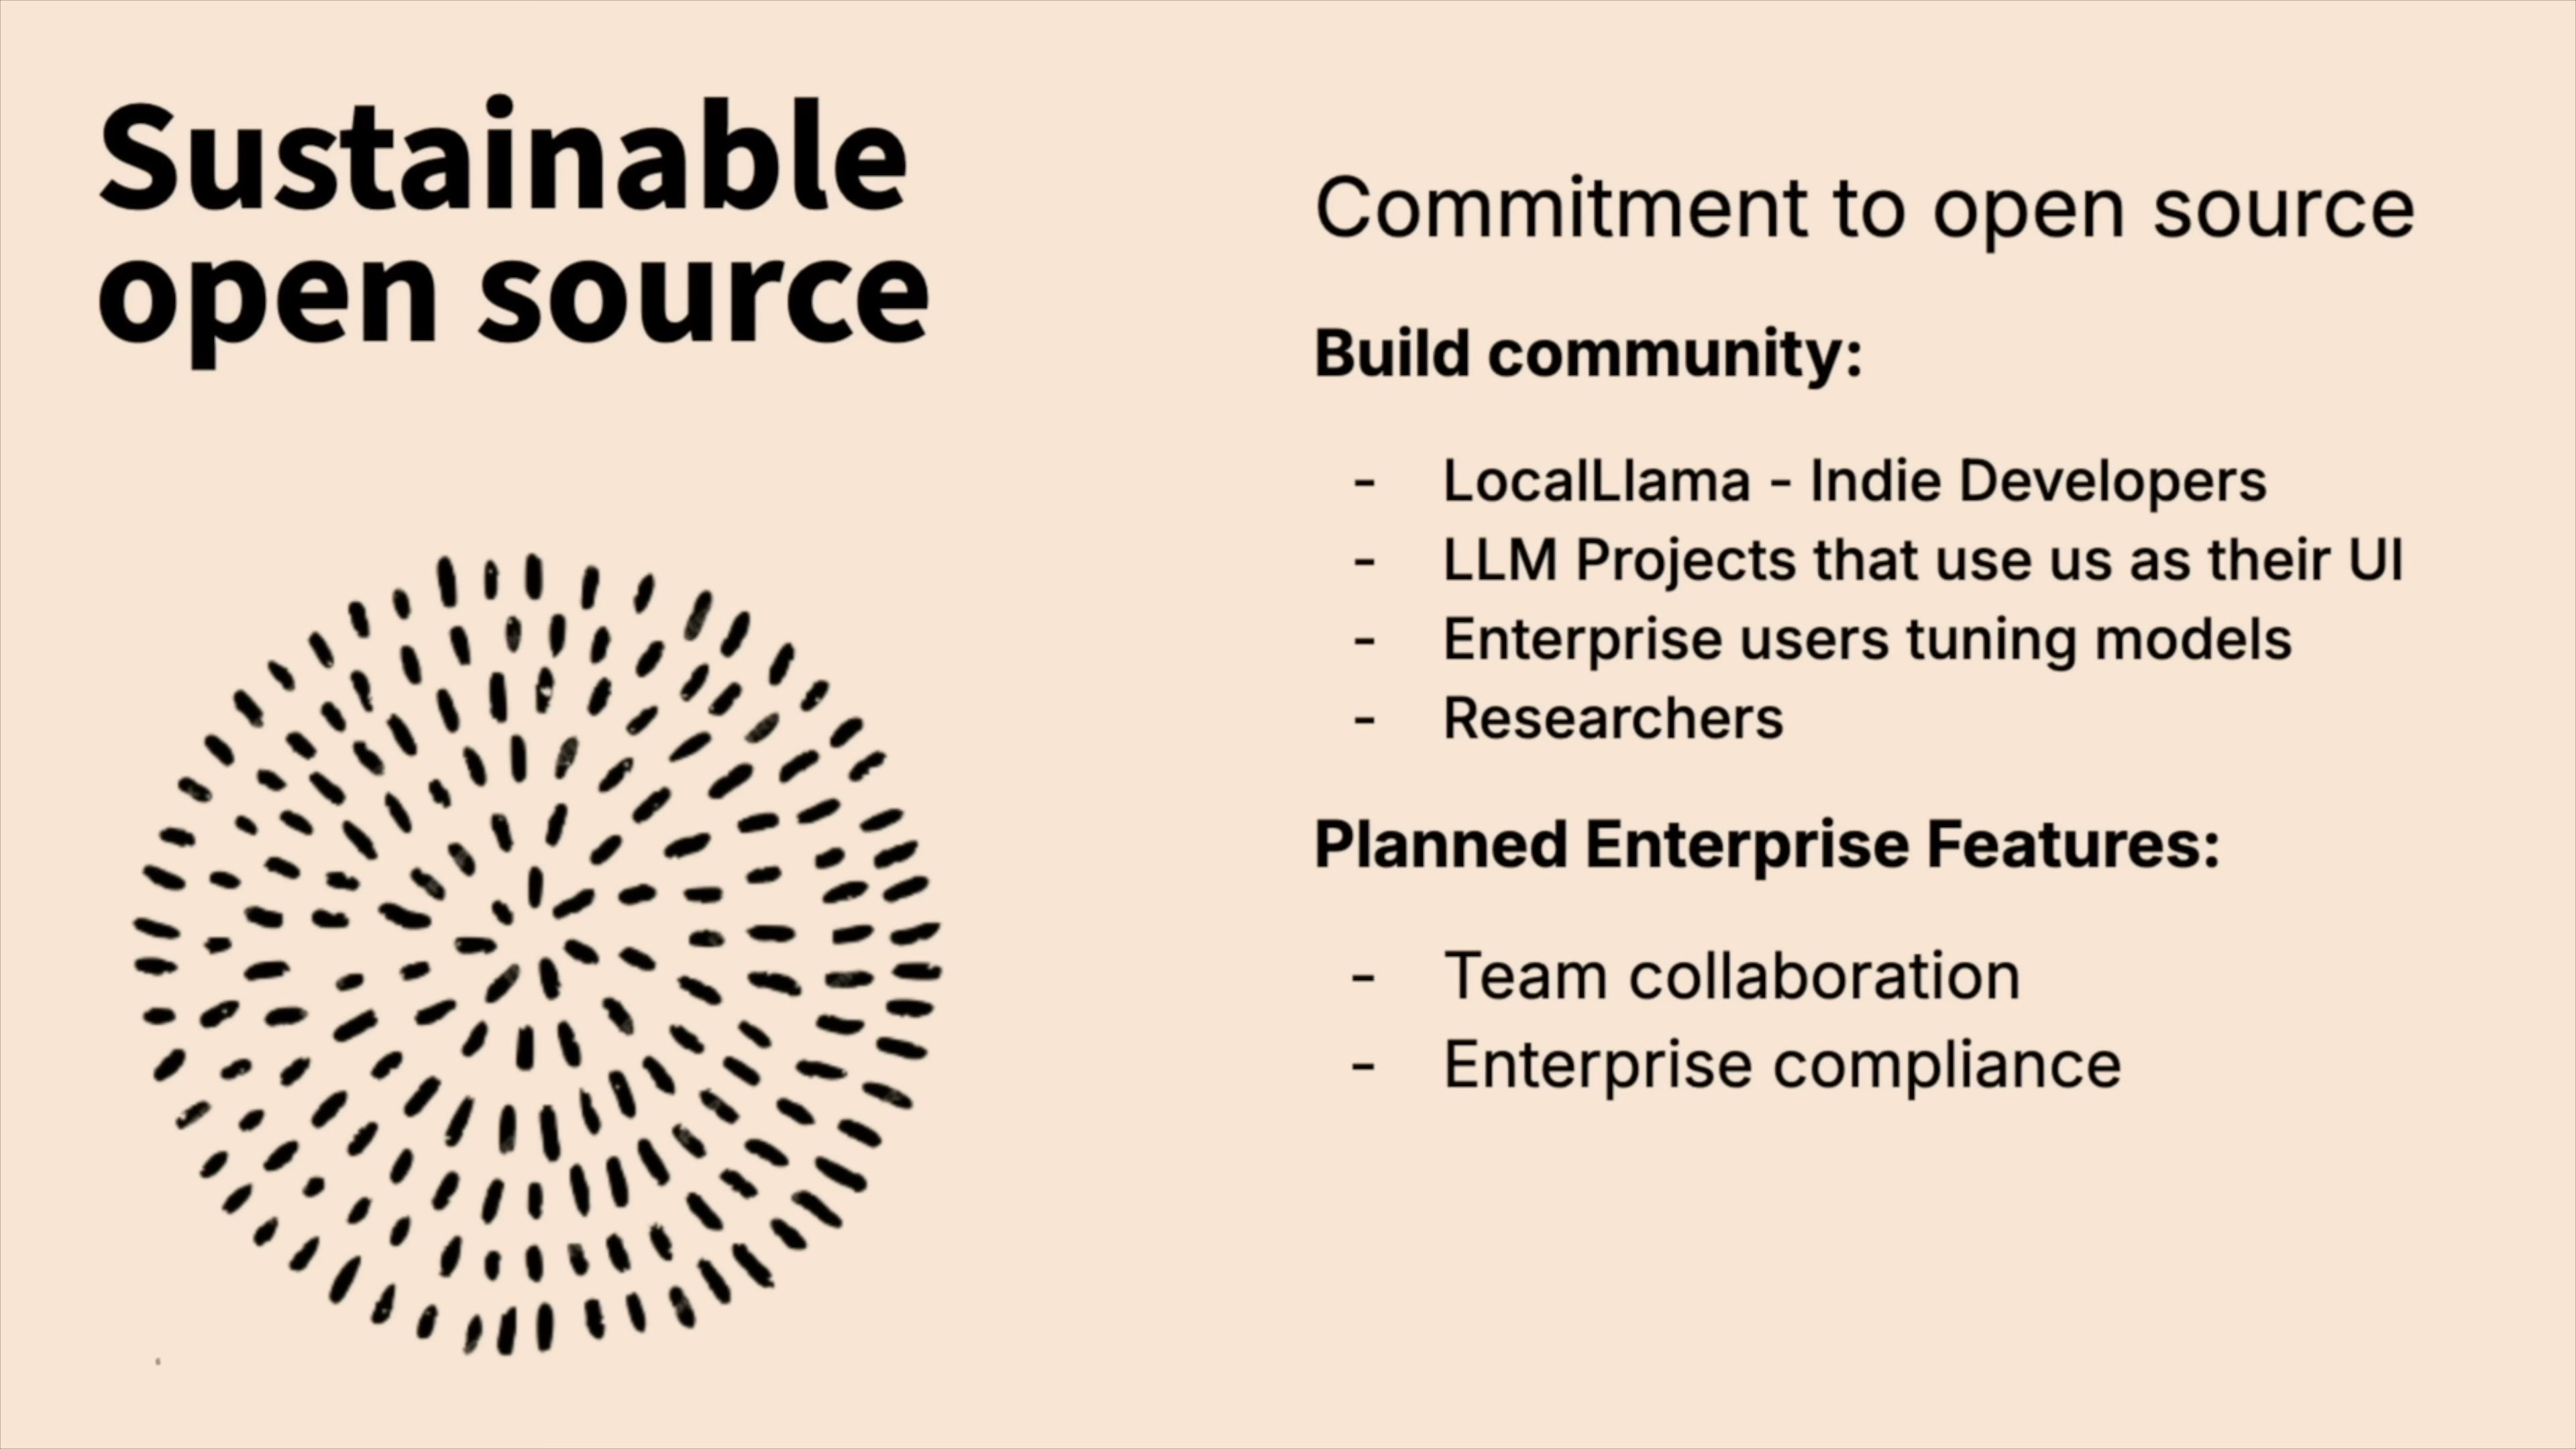 Sustainable
open source
Commitment to open source
Build community:
- LocalLlama - Indie Developers
- LLM Projects that use us as their UI
- Enterprise users tuning models
- Researchers
Planned Enterprise Features:
- Team collaboration
- Enterprise compliance